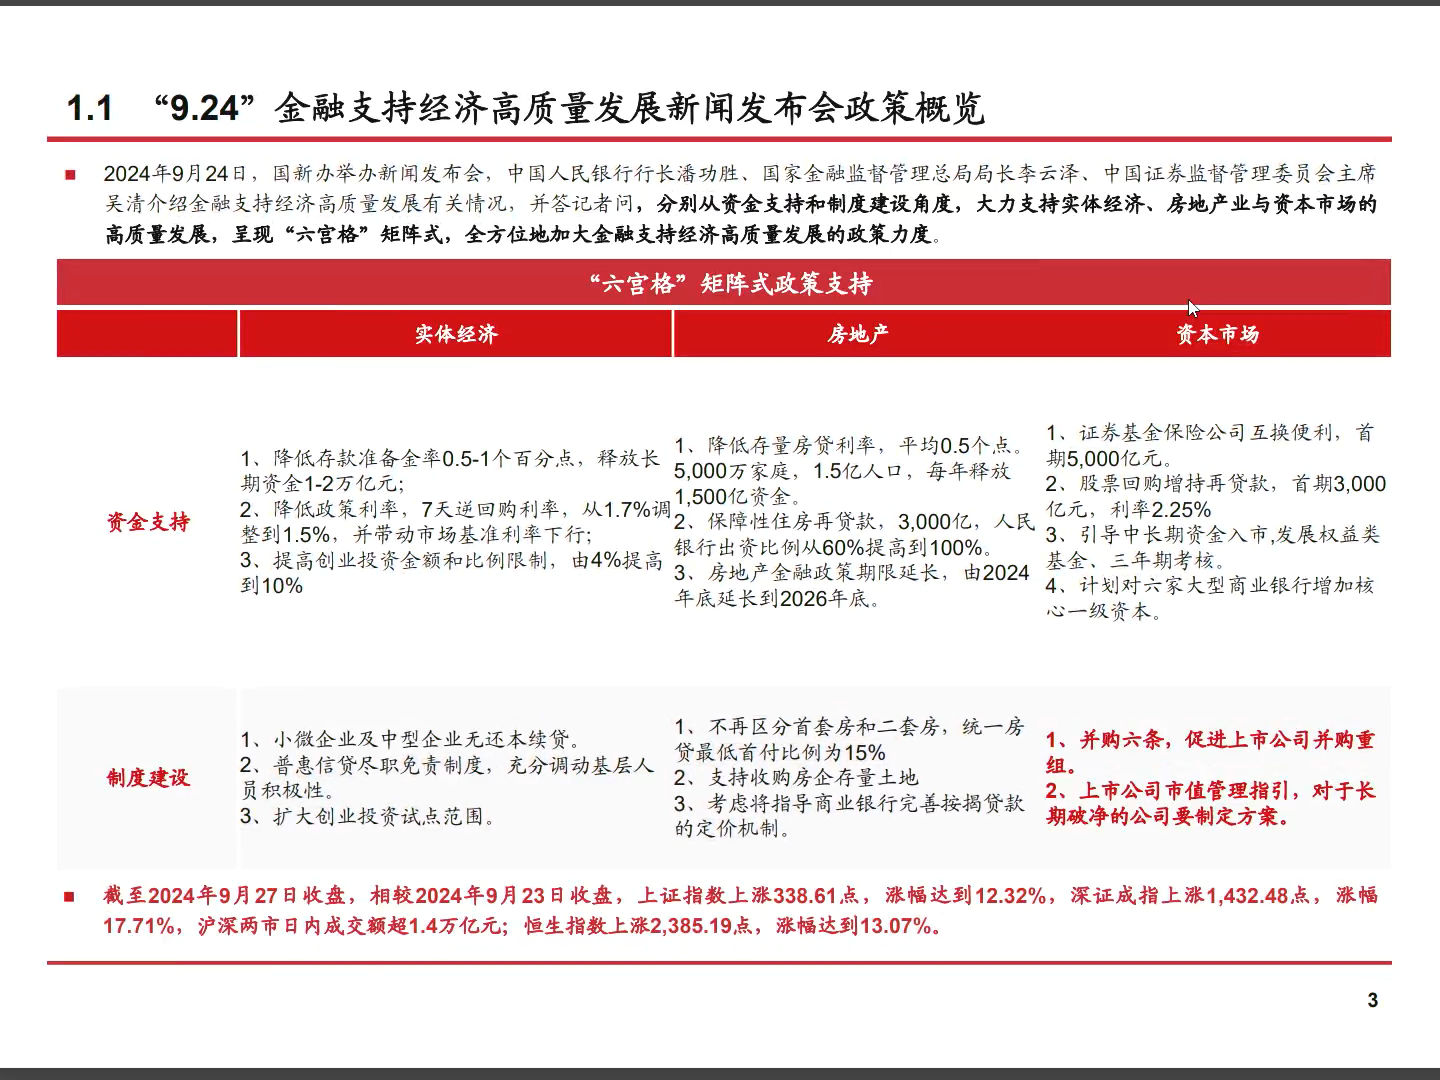 1.1 “9.24”金融支持经济高质量发展新闻发布会政策概览
2024年9月24日，国新办举办新闻发布会，中国人民银行行长潘功胜、国家金融监督管理总局局长李云泽、中国证券监督管理委员会主席
吴清介绍金融支持经济高质量发展有关情况，并答记者问，分别从资金支持和制度建设角度，大力支持实体经济、房地产业与资本市场的
高质量发展，呈现“六宫格”矩阵式，全方位地加大金融支持经济高质量发展的政策力度。
“六宫格”矩阵式政策支持
实体经济
房地产
资本市场
资金支持
1、降低存款准备金率0.5-1个百分点，释放长
期资金1-2万亿元；
2、降低政策利率，7天逆回购利率，从1.7%调
整到1.5%，并带动市场基准利率下行；
3、提高创业投资金额和比例限制，由4%提高
到10%
1、降低存量房贷利率，平均0.5个点。
5,000万家庭，1.5亿人口，每年释放
1,500亿资金。
2、保障性住房再贷款，3,000亿，人民
银行出资比例从60%提高到100%。
3、房地产金融政策期限延长，由2024
年底延长到2026年底。
1、证券基金保险公司互换便利，首
期5,000亿元。
2、股票回购增持再贷款，首期3,000
亿元，利率2.25%
3、引导中长期资金入市,发展权益类
基金、三年期考核。
4、计划对六家大型商业银行增加核
心一级资本。
制度建设
1、小微企业及中型企业无还本续贷。
2、普惠信贷尽职免责制度，充分调动基层人
员积极性。
3、扩大创业投资试点范围。
1、不再区分首套房和二套房，统一房
贷最低首付比例为15%
2、支持收购房企存量土地
3、考虑将指导商业银行完善按揭贷款
的定价机制。
1、并购六条，促进上市公司并购重
组。
2、上市公司市值管理指引，对于长
期破净的公司要制定方案。
截至2024年9月27日收盘，相较2024年9月23日收盘，上证指数上涨338.61点，涨幅达到12.32%，深证成指上涨1,432.48点，涨幅
17.71%，沪深两市日内成交额超1.4万亿元；恒生指数上涨2,385.19点，涨幅达到13.07%。
3